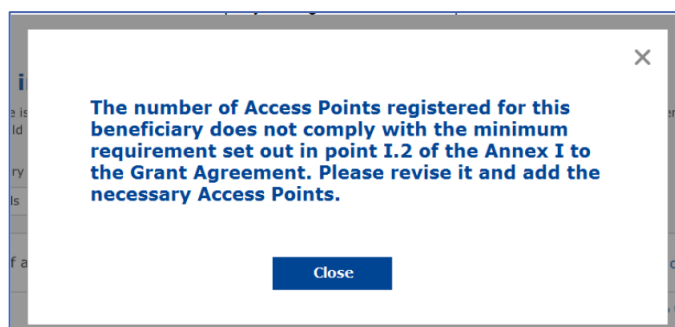 The number of Access Points registered for this
beneficiary does not comply with the minimum
requirement set out in point I.2 of the Annex I to
the Grant Agreement. Please revise it and add the
necessary Access Points.
Close